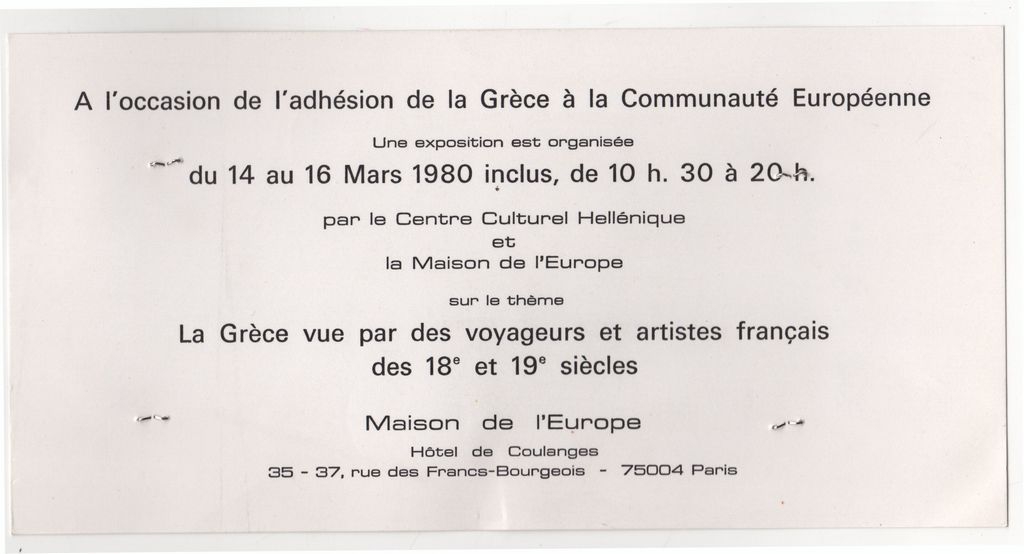 A l'occasion de l'adhésion de la Grèce à la Communauté Européenne
Une exposition est organisée
du 14 au 16 Mars 1980 inclus, de 10 h. 30 à 20 h.
par le Centre Culturel Hellénique
et
la Maison de l'Europe
sur le thème
La Grèce vue par des voyageurs et artistes français
des 18e et 19e siècles
Maison de l'Europe
Hôtel de Coulanges
35 - 37, rue des Francs-Bourgeois - 75004 Paris